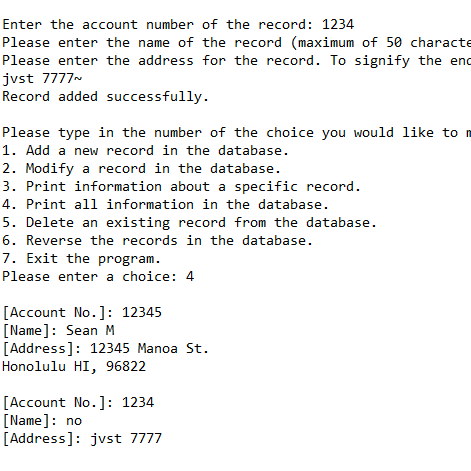 Enter the account number of the record: 1234
Please enter the name of the record (maximum of 50
Please enter the address for the record. To signify the
jvst 7777~
Record added successfully.
Please type in the number of the choice you would like to
1. Add a new record in the database.
2. Modify a record in the database.
3. Print information about a specific record.
4. Print all information in the database.
5. Delete an existing record from the database.
6. Reverse the records in the database.
7. Exit the program.
Please enter a choice: 4
[Account No.]: 12345
[Name]: Sean M
[Address]: 12345 Manoa St.
Honolulu HI, 96822
[Account No.]: 1234
[Name]: no
[Address]: jvst 7777